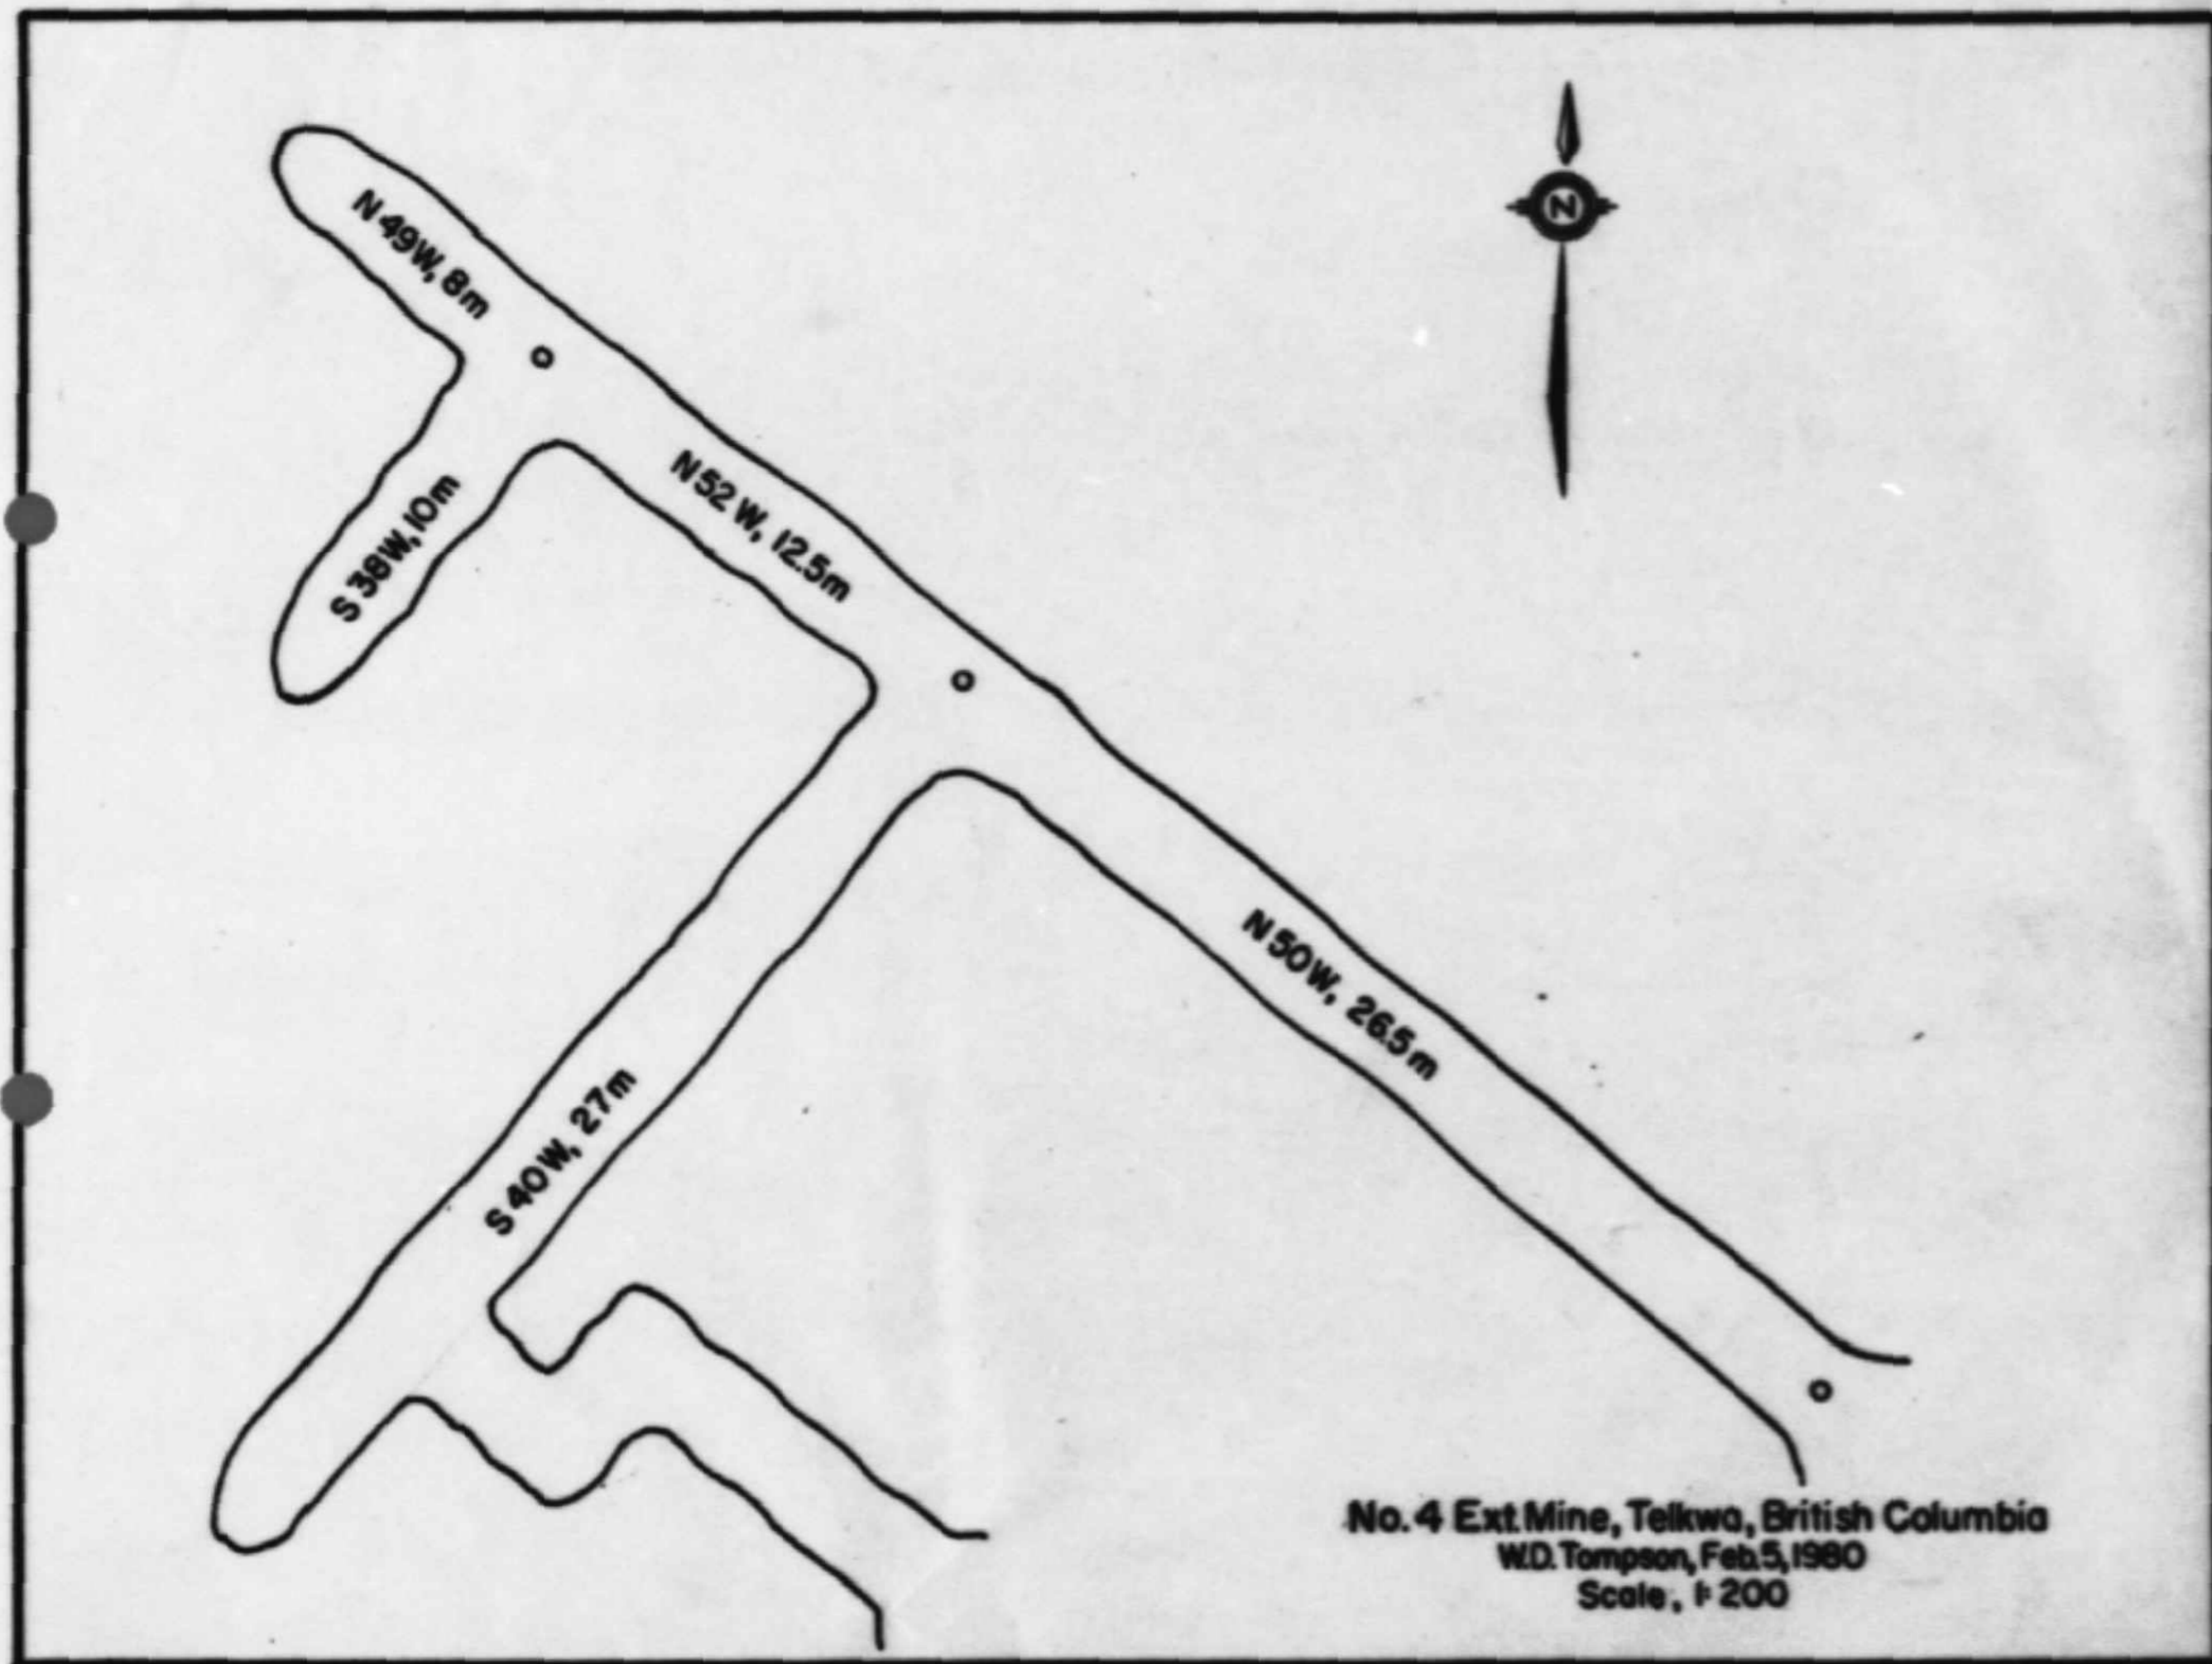 N
N 49W, 8m
N 52 W, 12.5m
S 38W, 10m
N 50W, 26.5m
S 40W, 27m
No. 4 Ext. Mine, Telkwa, British Columbia
W.D. Tompson, Feb. 5, 1980
Scale, 1: 200